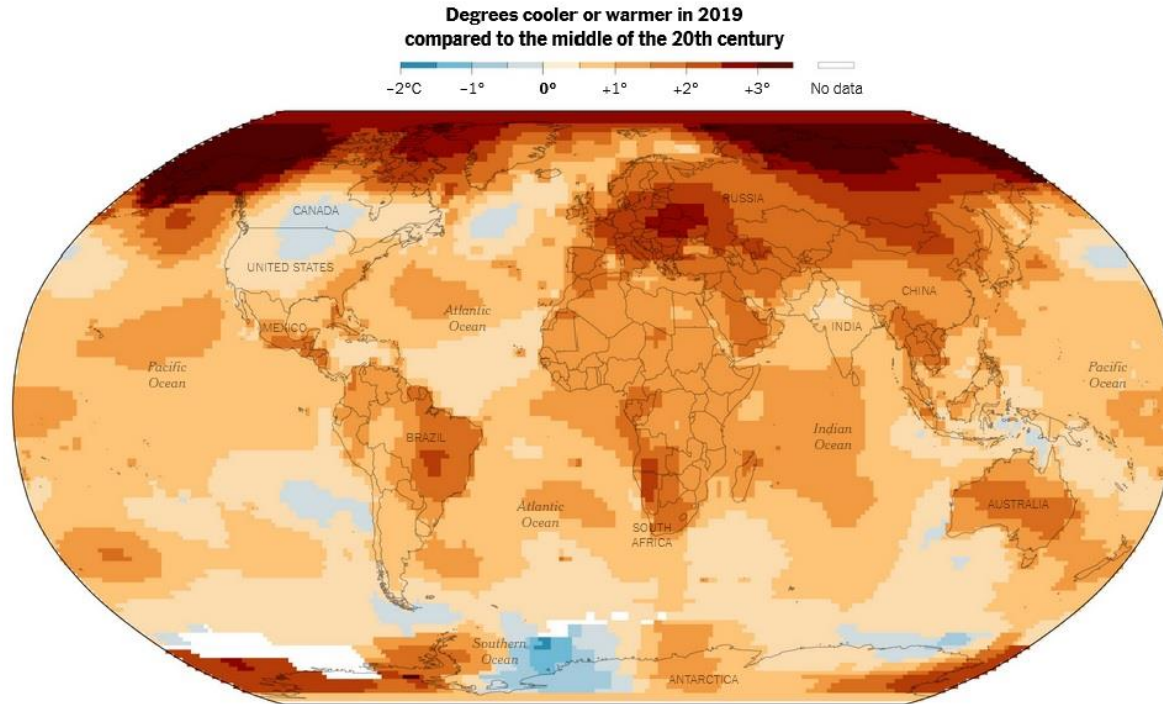 Degrees cooler or warmer in 2019
compared to the middle of the 20th century
−2°C −1° 0° +1° +2° +3° No data
RUSSIA
CANADA
UNITED STATES
CHINA
Atlantic
Ocean
MEXICO
INDIA
Pacific
Ocean
Pacific
Ocean
Indian
Ocean
BRAZIL
AUSTRALIA
Atlantic
Ocean
SOUTH
AFRICA
Southern
Ocean
ANTARCTICA